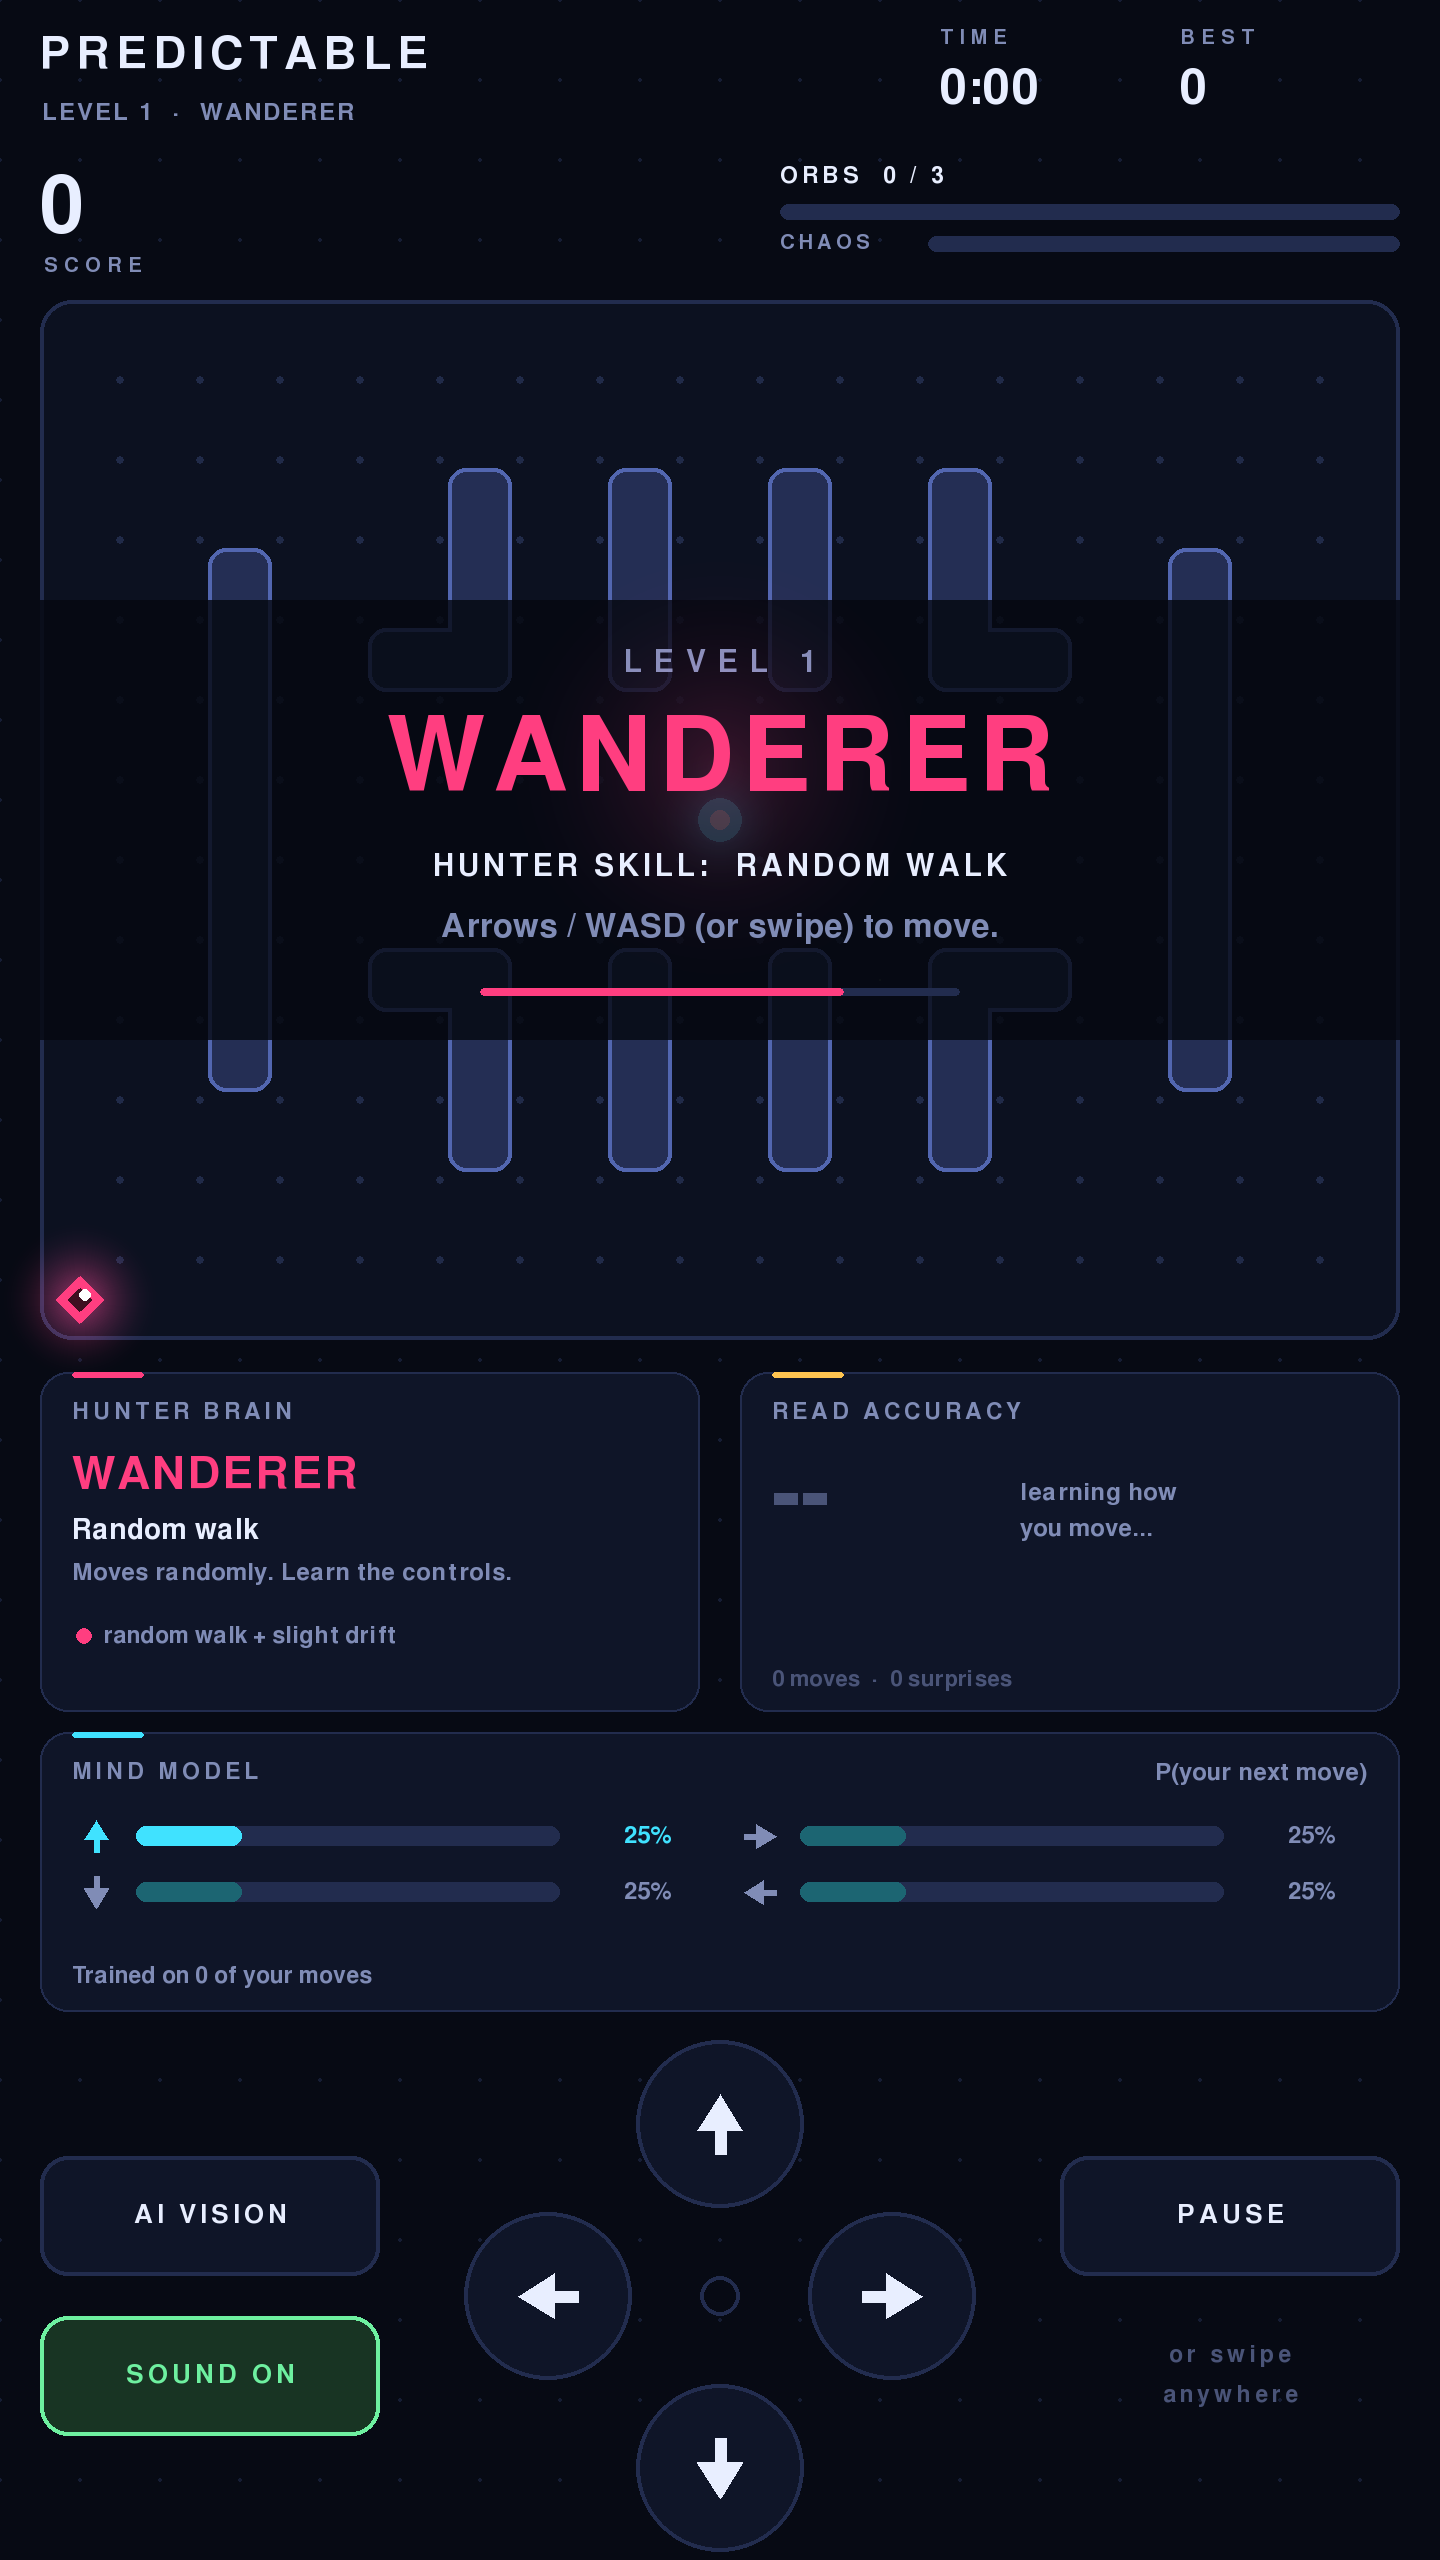 PREDICTABLE
LEVEL 1 · WANDERER
TIME
0:00
BEST
0
0
SCORE
ORBS 0 / 3
CHAOS
LEVEL 1
WANDERER
HUNTER SKILL: RANDOM WALK
Arrows / WASD (or swipe) to move.
HUNTER BRAIN
WANDERER
Random walk
Moves randomly. Learn the controls.
random walk + slight drift
READ ACCURACY
--
learning how
you move...
0 moves · 0 surprises
MIND MODEL
P(your next move)
25%
25%
25%
25%
Trained on 0 of your moves
AI VISION
PAUSE
SOUND ON
or swipe
anywhere